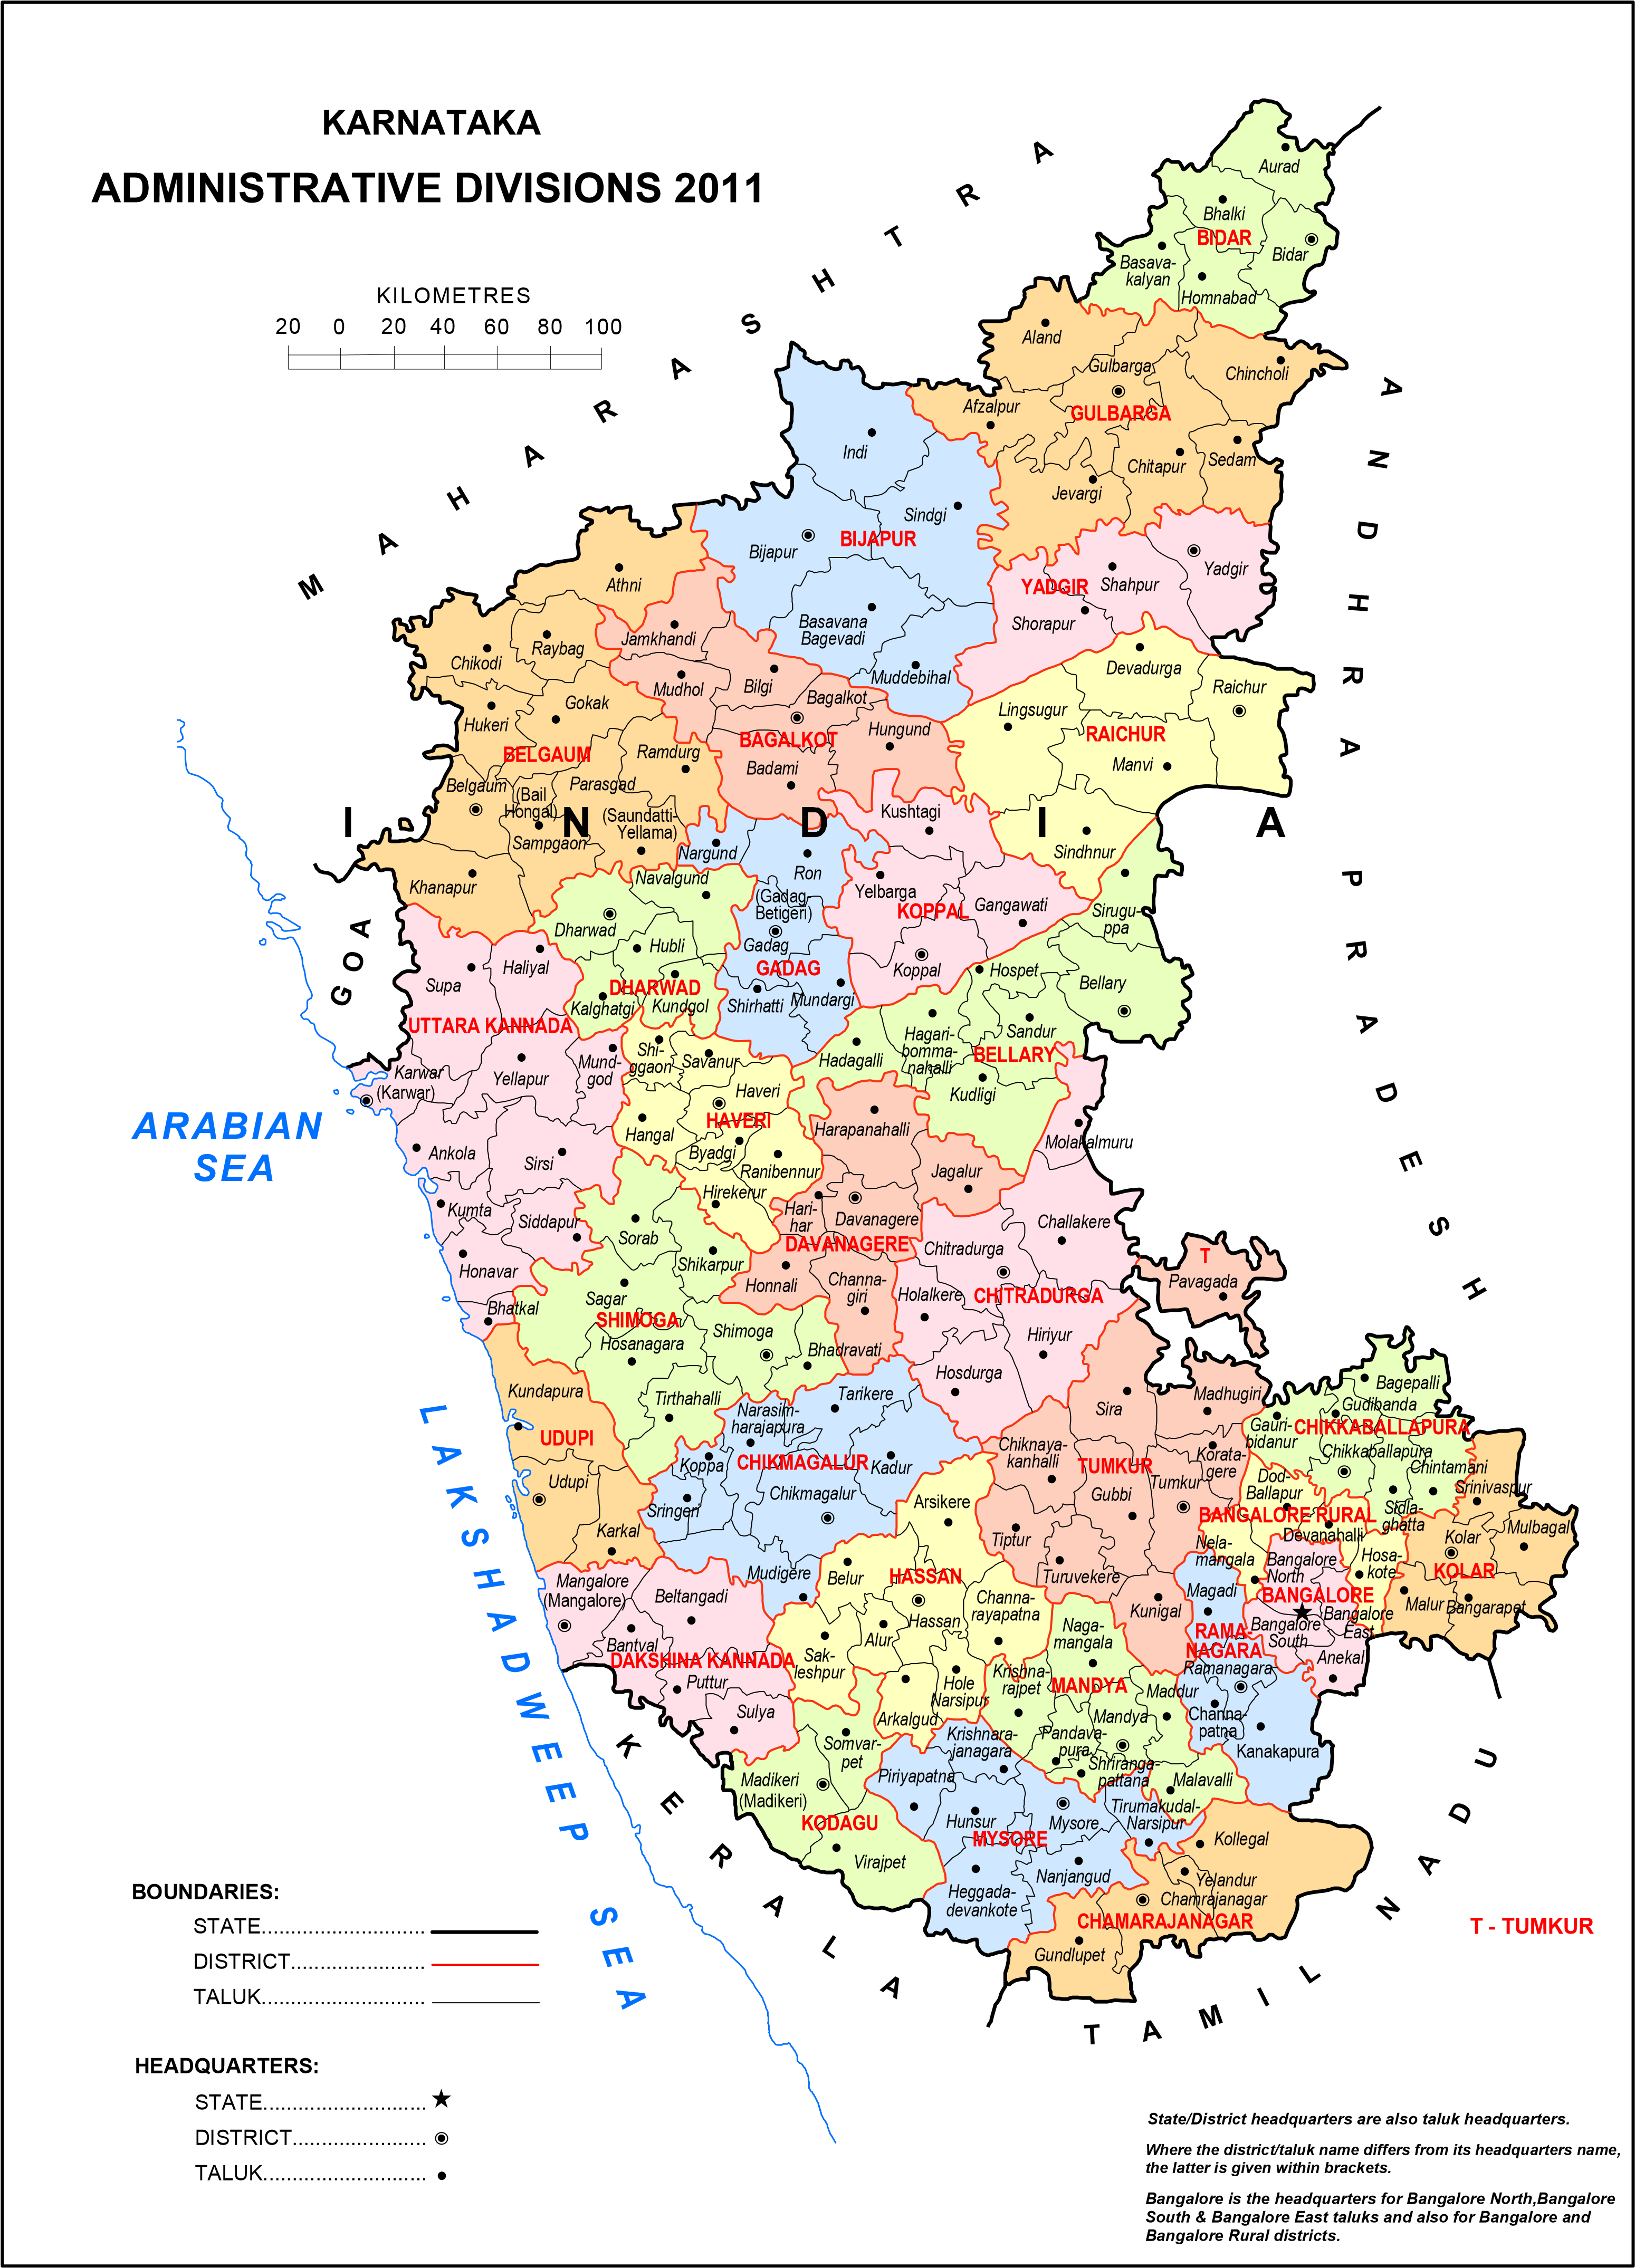 KARNATAKA
ADMINISTRATIVE DIVISIONS 2011
KILOMETRES
20 0 20 40 60 80 100
MAHARASHTRA
ANDHRA PRADESH
GOA
INDIA
ARABIAN
SEA
LAKSHADWEEP SEA
KERALA
TAMIL NADU
Aurad
Bhalki
BIDAR
Bidar
Basava-
kalyan
Homnabad
Aland
Gulbarga
Chincholi
Afzalpur
GULBARGA
Chitapur
Sedam
Jevargi
Indi
Sindgi
Bijapur
BIJAPUR
Basavana
Bagevadi
Muddebihal
YADGIR
Shahpur
Yadgir
Shorapur
Athni
Chikodi
Raybag
Hukeri
Gokak
BELGAUM
Ramdurg
Belgaum
(Bail
Hongal)
Parasgad
(Saundatti-
Yellama)
Sampgaon
Khanapur
Jamkhandi
Mudhol
Bilgi
Bagalkot
BAGALKOT
Hungund
Badami
Devadurga
Raichur
Lingsugur
RAICHUR
Manvi
Sindhnur
Kushtagi
Yelbarga
KOPPAL
Gangawati
Koppal
Nargund
Ron
(Gadag
Betigeri)
Gadag
GADAG
Shirhatti
Mundargi
Navalgund
Dharwad
Hubli
DHARWAD
Kalghatgi
Kundgol
Supa
Haliyal
UTTARA KANNADA
Karwar
(Karwar)
Yellapur
Mund-
god
Ankola
Sirsi
Kumta
Siddapur
Honavar
Bhatkal
Shi-
ggaon
Savanur
Haveri
HAVERI
Hangal
Byadgi
Ranibennur
Hirekerur
Sirugu-
ppa
Hospet
Bellary
Sandur
Hadagalli
Hagari-
bomma-
nahalli
BELLARY
Kudligi
Harapanahalli
Jagalur
Hari-
har
Davanagere
DAVANAGERE
Honnali
Channa-
giri
Molakalmuru
Challakere
Chitradurga
CHITRADURGA
Holalkere
Hiriyur
Hosdurga
Sorab
Shikarpur
Sagar
SHIMOGA
Hosanagara
Shimoga
Bhadravati
Tirthahalli
Kundapura
UDUPI
Udupi
Karkal
Tarikere
Narasim-
harajapura
Koppa
CHIKMAGALUR
Kadur
Chikmagalur
Sringeri
Mudigere
T
Pavagada
Madhugiri
Sira
Chiknaya-
kanhalli
TUMKUR
Korata-
gere
Tumkur
Gubbi
Tiptur
Turuvekere
Kunigal
Bagepalli
Gudibanda
Gauri-
bidanur
CHIKKABALLAPURA
Chikkaballapura
Chintamani
Sidla-
ghatta
Dod-
Ballapur
BANGALORE RURAL
Devanahalli
Nela-
mangala
Hosa-
kote
Srinivaspur
Kolar
Mulbagal
KOLAR
Malur
Bangarapet
Bangalore
North
BANGALORE
Bangalore
South
Bangalore
East
Anekal
Magadi
RAMA-
NAGARA
Ramanagara
Channa-
patna
Kanakapura
Arsikere
Belur
HASSAN
Hassan
Channa-
rayapatna
Alur
Sak-
leshpur
Hole
Narsipur
Arkalgud
Mangalore
(Mangalore)
Beltangadi
Bantval
DAKSHINA KANNADA
Puttur
Sulya
Naga-
mangala
Krishna-
rajpet
MANDYA
Maddur
Mandya
Pandava-
pura
Shriranga-
pattana
Malavalli
Somvar-
pet
Madikeri
(Madikeri)
KODAGU
Virajpet
Krishnara-
janagara
Piriyapatna
Hunsur
Mysore
MYSORE
Tirumakudal-
Narsipur
Nanjangud
Heggada-
devankote
Kollegal
Yelandur
Chamrajanagar
CHAMARAJANAGAR
Gundlupet
T - TUMKUR
BOUNDARIES:
STATE............................
DISTRICT.......................
TALUK............................
HEADQUARTERS:
STATE............................
DISTRICT.......................
TALUK............................
State/District headquarters are also taluk headquarters.
Where the district/taluk name differs from its headquarters name,
the latter is given within brackets.
Bangalore is the headquarters for Bangalore North,Bangalore
South & Bangalore East taluks and also for Bangalore and
Bangalore Rural districts.